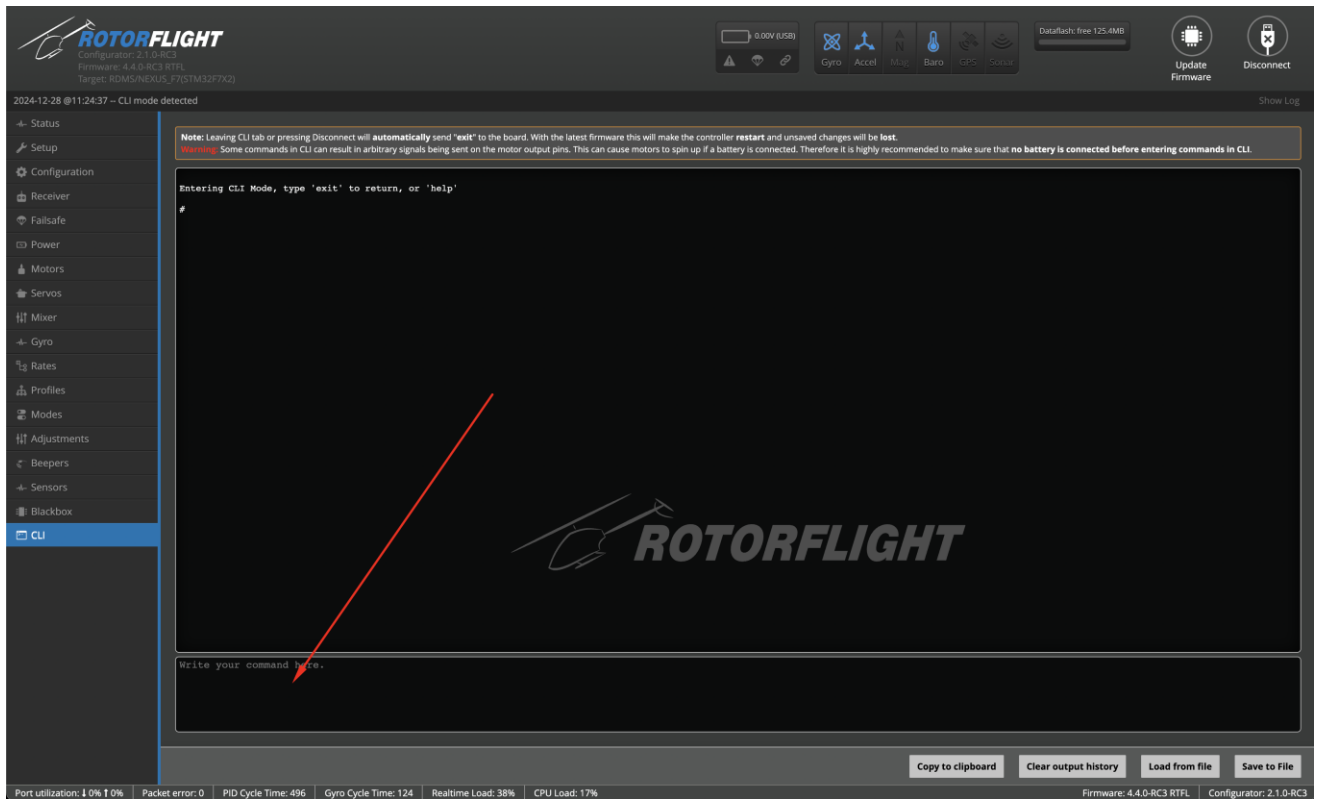 ROTORFLIGHT
Configurator: 2.1.0-RC3
Firmware: 4.4.0-RC3 RTFL
Target: RDMS/NEXUS_F7(STM32F7X2)
0.00V (USB)
Gyro
Accel
Mag
Baro
GPS
Sonar
Dataflash: free 125.4MB
Update Firmware
Disconnect
2024-12-28 @11:24:37 -- CLI mode detected
Show Log
Status
Setup
Configuration
Receiver
Failsafe
Power
Motors
Servos
Mixer
Gyro
Rates
Profiles
Modes
Adjustments
Beepers
Sensors
Blackbox
CLI
Note: Leaving CLI tab or pressing Disconnect will automatically send "exit" to the board. With the latest firmware this will make the controller restart and unsaved changes will be lost.
Warning: Some commands in CLI can result in arbitrary signals being sent on the motor output pins. This can cause motors to spin up if a battery is connected. Therefore it is highly recommended to make sure that no battery is connected before entering commands in CLI.
Entering CLI Mode, type 'exit' to return, or 'help'
#
ROTORFLIGHT
Write your command here.
Copy to clipboard
Clear output history
Load from file
Save to File
Port utilization: ↓ 0% ↑ 0%
Packet error: 0
PID Cycle Time: 496
Gyro Cycle Time: 124
Realtime Load: 38%
CPU Load: 17%
Firmware: 4.4.0-RC3 RTFL
Configurator: 2.1.0-RC3